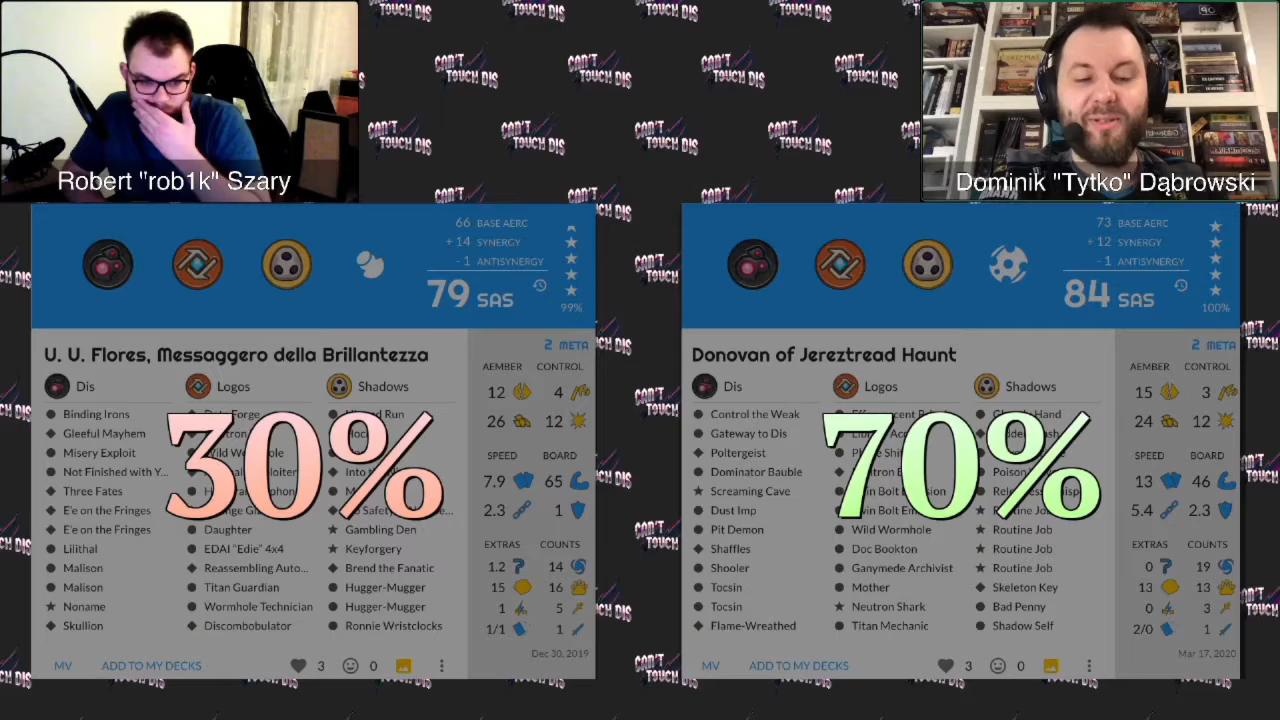 Robert "rob1k" Szary
Dominik "Tytko" Dąbrowski
CAN'T TOUCH DIS
66 BASE AERC
+ 14 SYNERGY
- 1 ANTISYNERGY
79 SAS
99%
U. U. Flores, Messaggero della Brillantezza
2 META
Dis
Logos
Shadows
Binding Irons
Gleeful Mayhem
Misery Exploit
Not Finished with Y...
Three Fates
E'e on the Fringes
E'e on the Fringes
Lilithal
Malison
Malison
Noname
Skullion
Daughter
EDAI "Edie" 4x4
Reassembling Auto...
Titan Guardian
Wormhole Technician
Discombobulator
Gambling Den
Keyforgery
Brend the Fanatic
Hugger-Mugger
Hugger-Mugger
Ronnie Wristclocks
30%
AEMBER CONTROL
12 4
26 12
SPEED BOARD
7.9 65
2.3 1
EXTRAS COUNTS
1.2 14
15 16
1 5
1/1 1
Dec 30, 2019
MV ADD TO MY DECKS 3 0
73 BASE AERC
+ 12 SYNERGY
- 1 ANTISYNERGY
84 SAS
100%
Donovan of Jereztread Haunt
2 META
Dis
Logos
Shadows
Control the Weak
Gateway to Dis
Poltergeist
Dominator Bauble
Screaming Cave
Dust Imp
Pit Demon
Shaffles
Shooler
Tocsin
Tocsin
Flame-Wreathed
Wild Wormhole
Doc Bookton
Ganymede Archivist
Mother
Neutron Shark
Titan Mechanic
Routine Job
Routine Job
Routine Job
Routine Job
Skeleton Key
Bad Penny
Shadow Self
70%
AEMBER CONTROL
15 3
24 12
SPEED BOARD
13 46
5.4 2.3
EXTRAS COUNTS
0 19
13 13
0 3
2/0 1
Mar 17, 2020
MV ADD TO MY DECKS 3 0